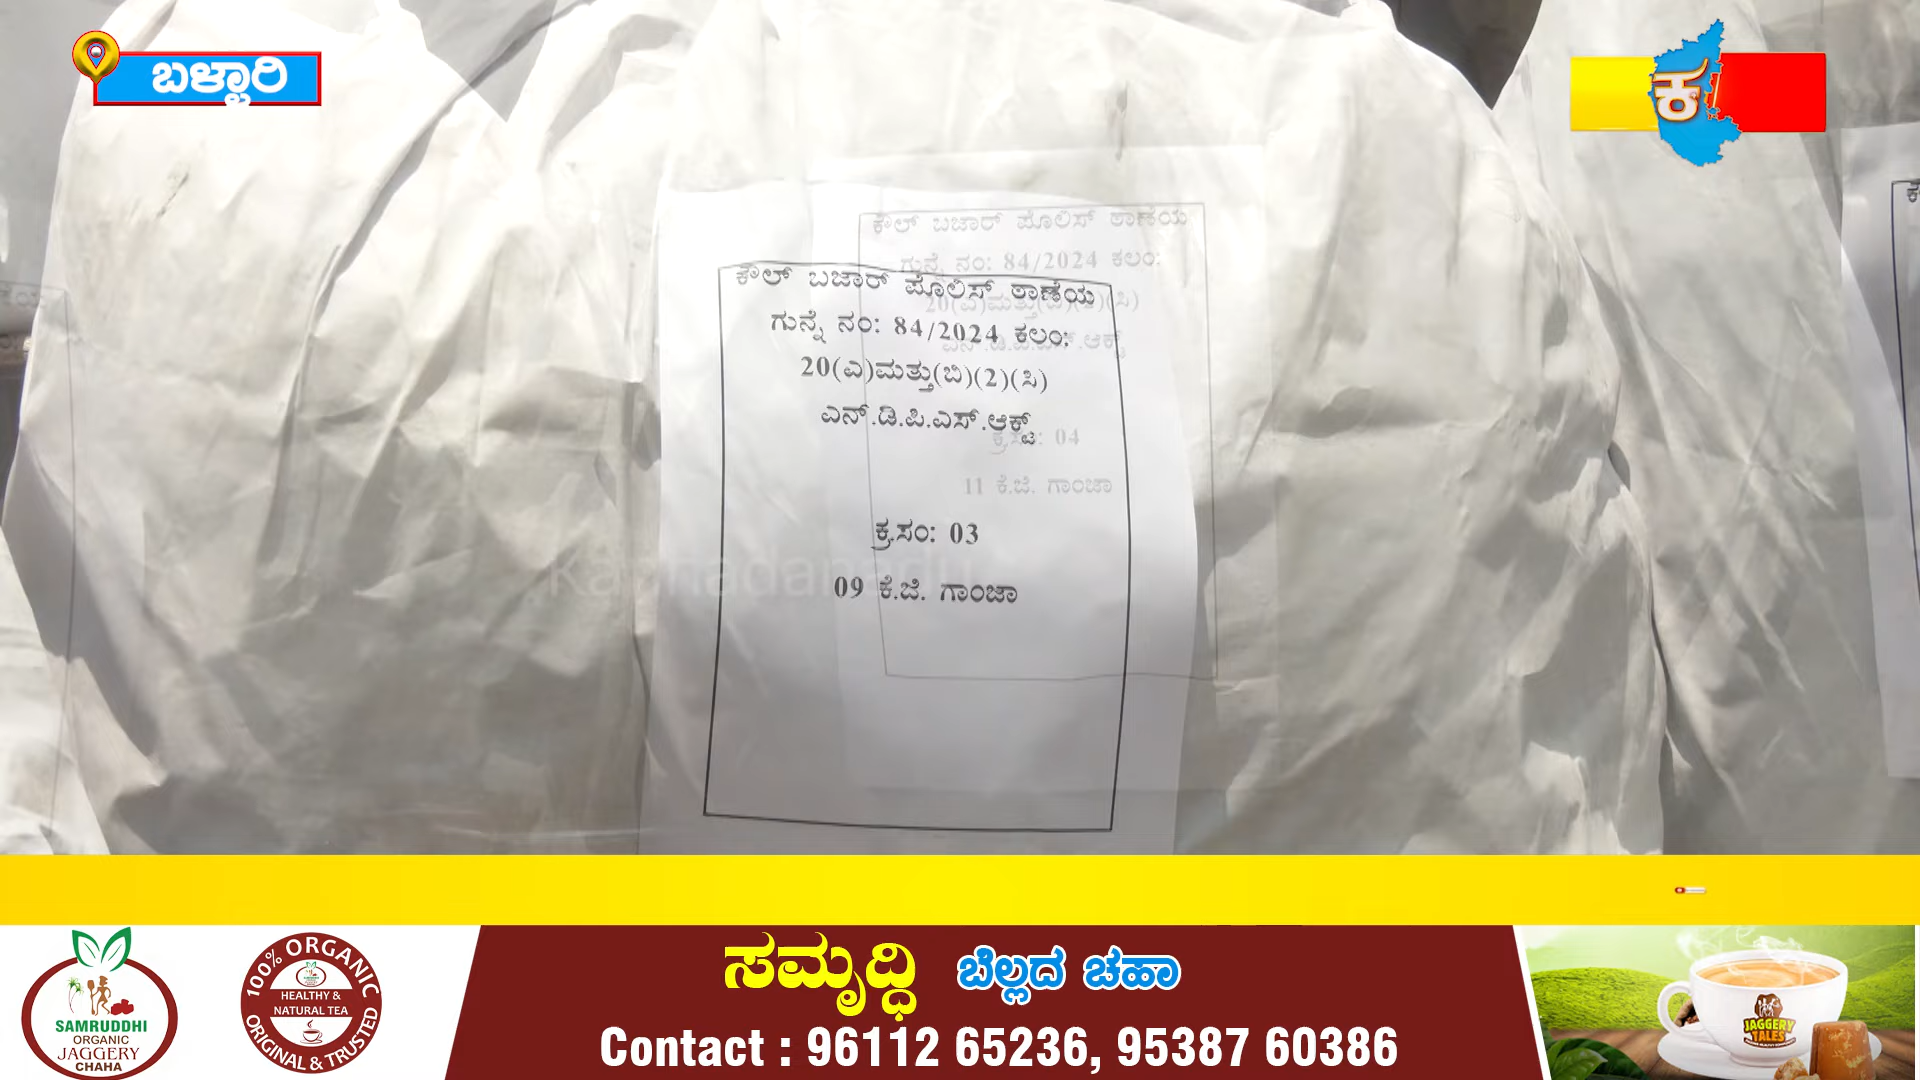 ಬಳ್ಳಾರಿ
ಕ
ಕೌಲ್ ಬಜಾರ್ ಪೊಲಿಸ್ ಠಾಣೆಯ
ಗುನ್ನೆ ನಂ: 84/2024 ಕಲಂ:
ಕೌಲ್ ಬಜಾರ್ ಪೊಲಿಸ್ ಠಾಣೆಯ
ಗುನ್ನೆ ನಂ: 84/2024 ಕಲಂ:
20(ಎ)ಮತ್ತು(ಬಿ)(2)(ಸಿ)
ಎನ್.ಡಿ.ಪಿ.ಎಸ್.ಆಕ್ಟ್
ಕ್ರ.ಸಂ: 04
11 ಕೆ.ಜಿ. ಗಾಂಜಾ
ಕ್ರ.ಸಂ: 03
09 ಕೆ.ಜಿ. ಗಾಂಜಾ
Kannadanadu
SAMRUDDHI
ORGANIC
JAGGERY
CHAHA
100% ORGANIC
HEALTHY &
NATURAL TEA
ORIGINAL & TRUSTED
ಸಮೃದ್ಧಿ ಬೆಲ್ಲದ ಚಹಾ
Contact : 96112 65236, 95387 60386
JAGGERY
TALES